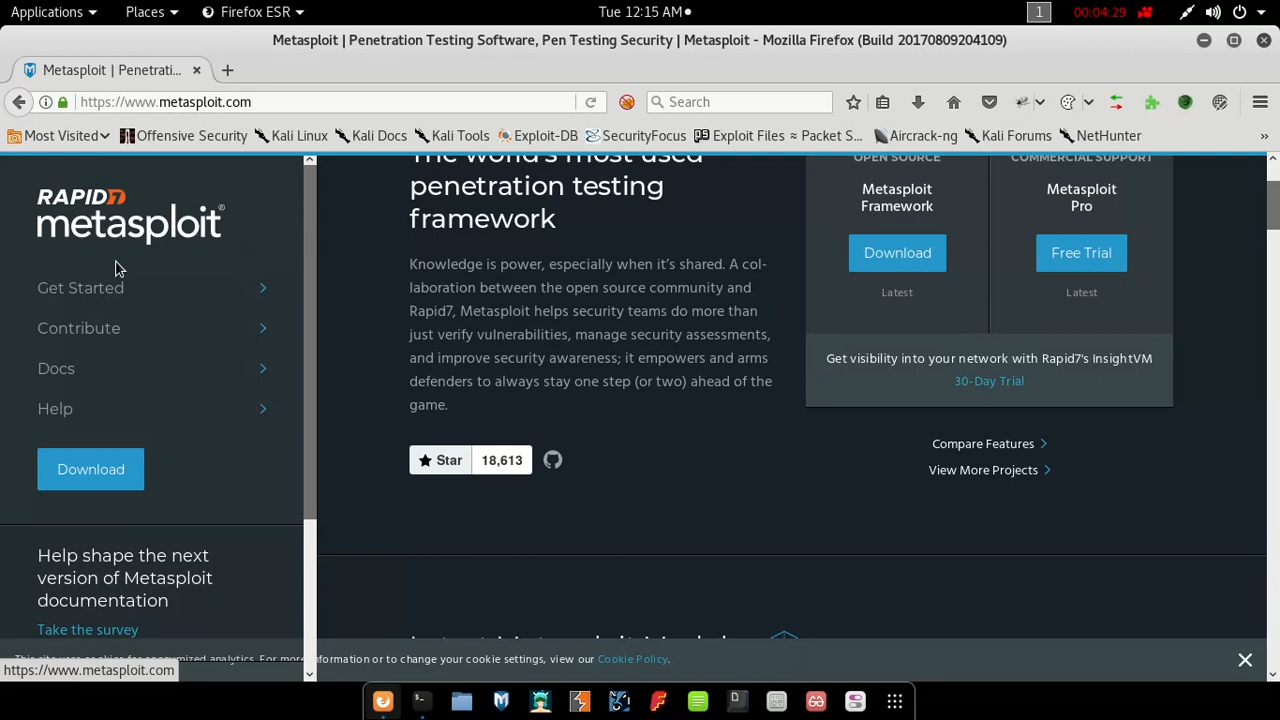 Applications Places Firefox ESR Tue 12:15 AM 1 00:04:29
Metasploit | Penetration Testing Software, Pen Testing Security | Metasploit - Mozilla Firefox (Build 20170809204109)
Metasploit | Penetrati...
https://www.metasploit.com Search
Most Visited Offensive Security Kali Linux Kali Docs Kali Tools Exploit-DB SecurityFocus Exploit Files ≈ Packet S... Aircrack-ng Kali Forums NetHunter »
RAPID7
metasploit®
Get Started
Contribute
Docs
Help
Download
Help shape the next
version of Metasploit
documentation
Take the survey
The world's most used
penetration testing
framework
Knowledge is power, especially when it’s shared. A col-
laboration between the open source community and
Rapid7, Metasploit helps security teams do more than
just verify vulnerabilities, manage security assessments,
and improve security awareness; it empowers and arms
defenders to always stay one step (or two) ahead of the
game.
Star 18,613
OPEN SOURCE
Metasploit
Framework
Download
Latest
COMMERCIAL SUPPORT
Metasploit
Pro
Free Trial
Latest
Get visibility into your network with Rapid7's InsightVM
30-Day Trial
Compare Features
View More Projects
information or to change your cookie settings, view our Cookie Policy.
https://www.metasploit.com